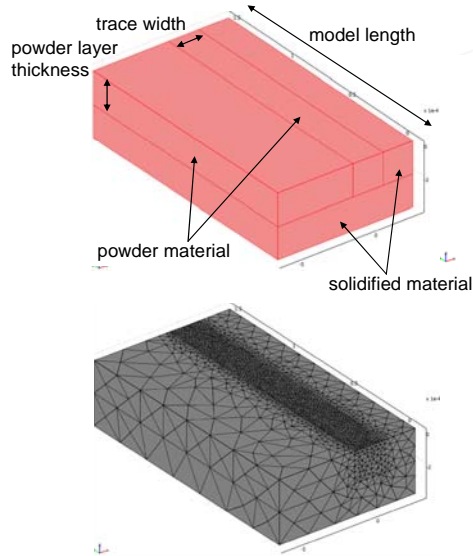 trace width
powder layer
thickness
model length
powder material
solidified material